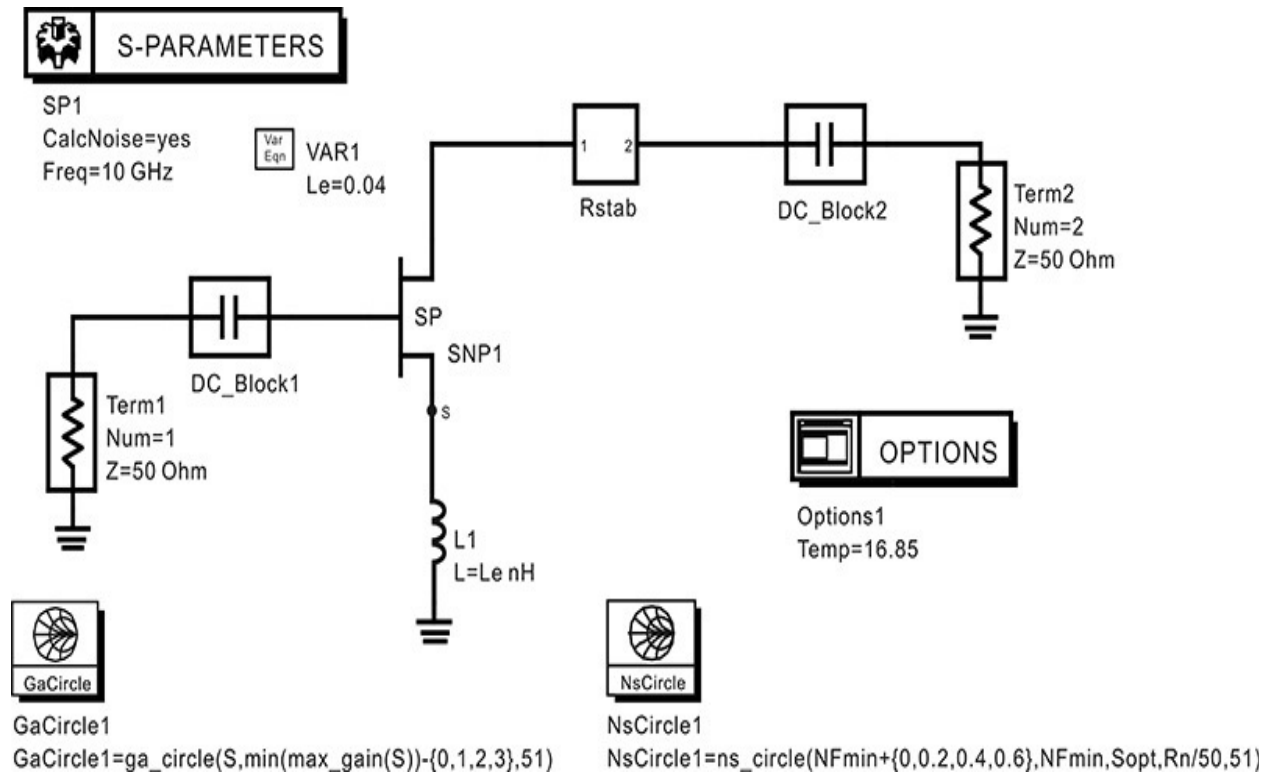 S-PARAMETERS
SP1
CalcNoise=yes
Freq=10 GHz
Var
Eqn
VAR1
Le=0.04
1 2
Rstab
DC_Block2
Term2
Num=2
Z=50 Ohm
SP
SNP1
DC_Block1
Term1
Num=1
Z=50 Ohm
S
L1
L=Le nH
OPTIONS
Options1
Temp=16.85
GaCircle
GaCircle1
GaCircle1=ga_circle(S,min(max_gain(S))-{0,1,2,3},51)
NsCircle
NsCircle1
NsCircle1=ns_circle(NFmin+{0,0.2,0.4,0.6},NFmin,Sopt,Rn/50,51)